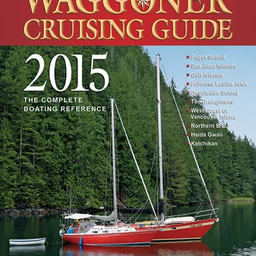 WAGGONER
CRUISING GUIDE
2015
THE COMPLETE
BOATING REFERENCE
Puget Sound
San Juan Islands
Gulf Islands
Princess Louisa Inlet
Desolation Sound
The Broughtons
West Coast of
Vancouver Island
Northern B.C.
Haida Gwaii
Ketchikan